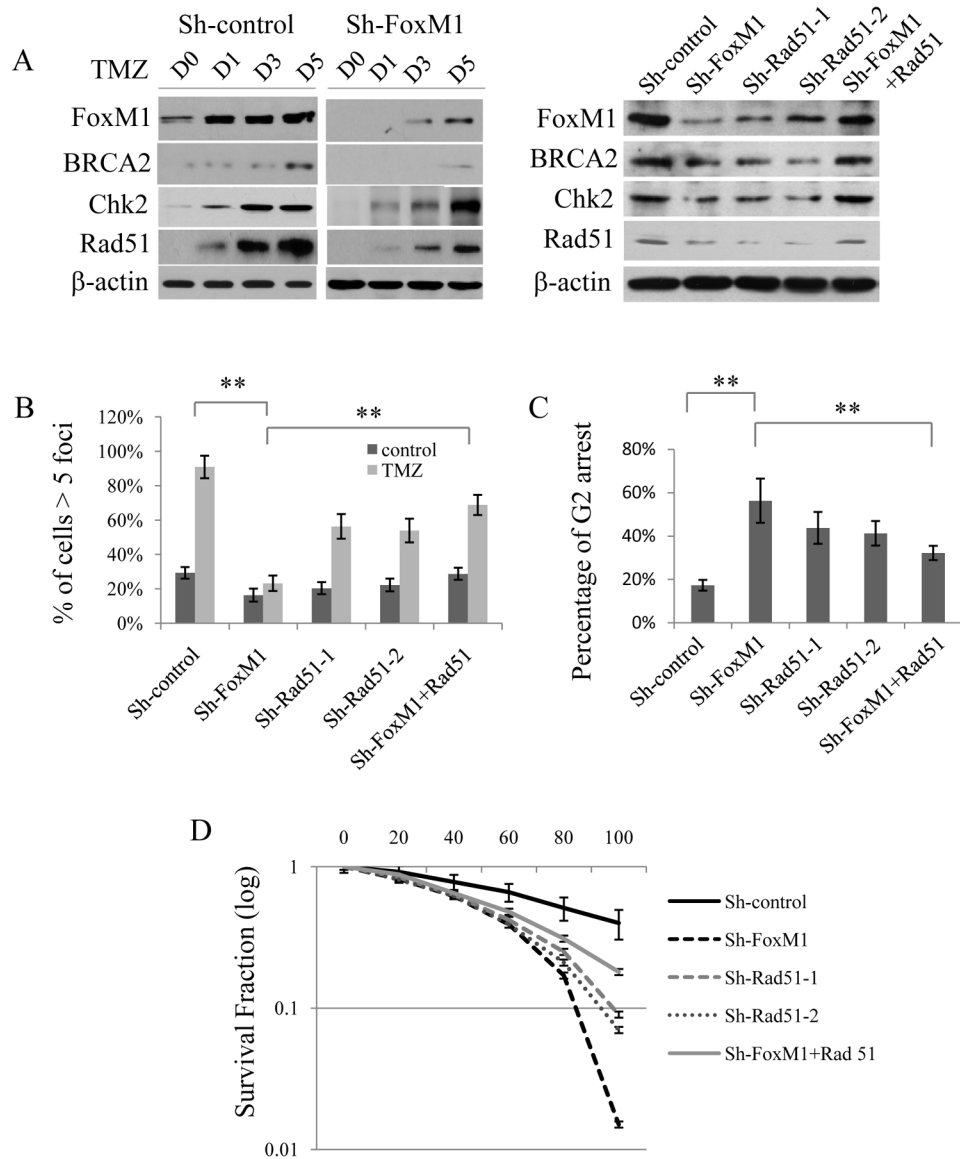 A
Sh-control
Sh-FoxM1
TMZ
D0
D1
D3
D5
D0
D1
D3
D5
FoxM1
BRCA2
Chk2
Rad51
β-actin
Sh-control
Sh-FoxM1
Sh-Rad51-1
Sh-Rad51-2
Sh-FoxM1
+Rad51
FoxM1
BRCA2
Chk2
Rad51
β-actin
B
**
**
% of cells > 5 foci
120%
100%
80%
60%
40%
20%
0%
control
TMZ
Sh-control
Sh-FoxM1
Sh-Rad51-1
Sh-Rad51-2
Sh-FoxM1+Rad51
C
**
**
Percentage of G2 arrest
80%
60%
40%
20%
0%
Sh-control
Sh-FoxM1
Sh-Rad51-1
Sh-Rad51-2
Sh-FoxM1+Rad51
D
0 20 40 60 80 100
Survival Fraction (log)
1
0.1
0.01
Sh-control
Sh-FoxM1
Sh-Rad51-1
Sh-Rad51-2
Sh-FoxM1+Rad 51